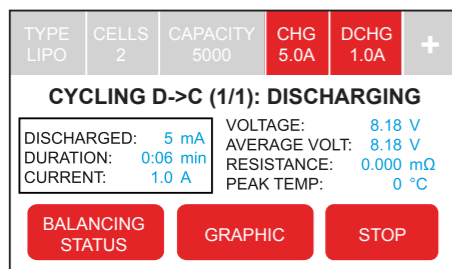 TYPE CELLS CAPACITY CHG DCHG +
LIPO 2 5000 5.0A 1.0A
CYCLING D->C (1/1): DISCHARGING
DISCHARGED: 5 mA
DURATION: 0:06 min
CURRENT: 1.0 A
VOLTAGE: 8.18 V
AVERAGE VOLT: 8.18 V
RESISTANCE: 0.000 mΩ
PEAK TEMP: 0 °C
BALANCING
STATUS
GRAPHIC
STOP